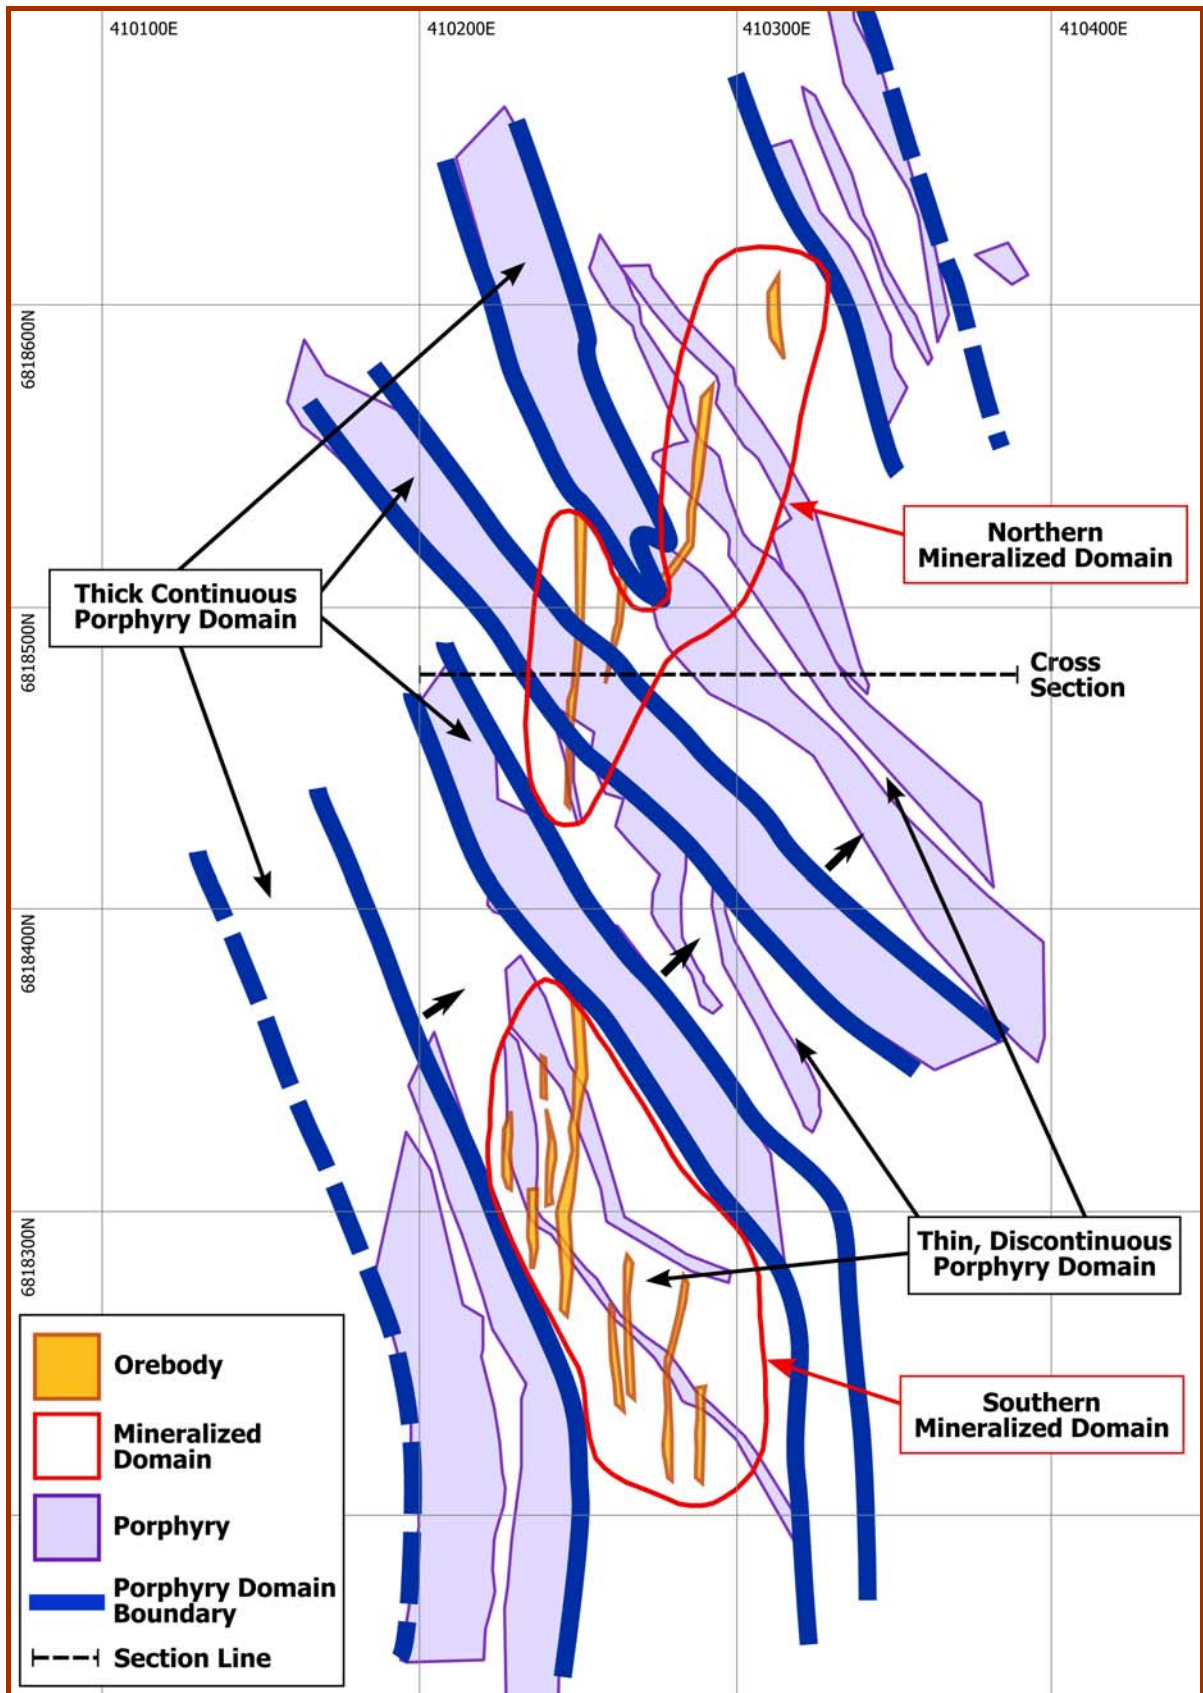 410100E
410200E
410300E
410400E
6818600N
6818500N
6818400N
6818300N
Northern
Mineralized Domain
Thick Continuous
Porphyry Domain
Cross
Section
Thin, Discontinuous
Porphyry Domain
Southern
Mineralized Domain
Orebody
Mineralized
Domain
Porphyry
Porphyry Domain
Boundary
Section Line